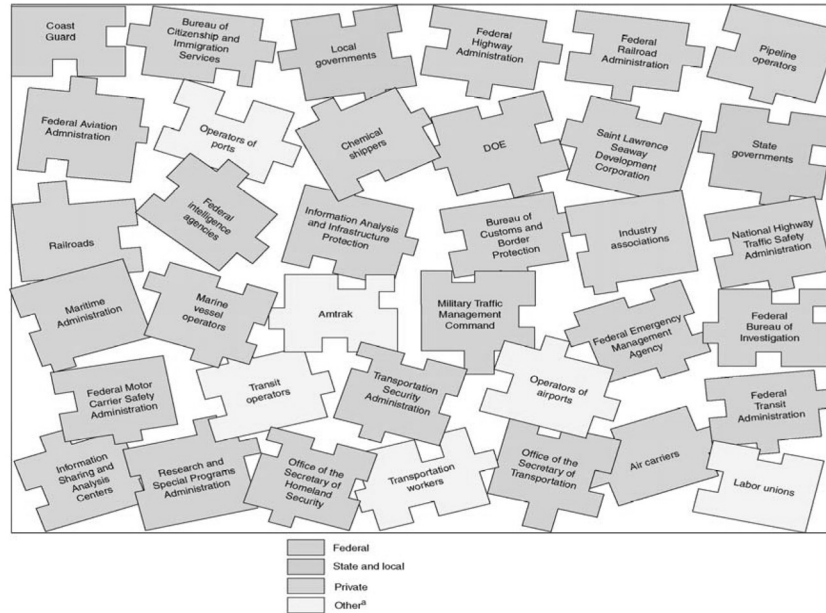 Coast
Guard
Bureau of
Citizenship and
Immigration
Services
Local
governments
Federal
Highway
Administration
Federal
Railroad
Administration
Pipeline
operators
Federal Aviation
Admnistration
Operators of
ports
Chemical
shippers
DOE
Saint Lawrence
Seaway
Development
Corporation
State
governments
Railroads
Federal
intelligence
agencies
Information Analysis
and Infrastructure
Protection
Bureau of
Customs and
Border
Protection
Industry
associations
National Highway
Traffic Safety
Administration
Maritime
Administration
Marine
vessel
operators
Amtrak
Military Traffic
Management
Command
Federal Emergency
Management
Agency
Federal
Bureau of
Investigation
Federal Motor
Carrier Safety
Administration
Transit
operators
Transportation
Security
Administration
Operators of
airports
Federal
Transit
Administration
Information
Sharing and
Analysis
Centers
Research and
Special Programs
Administration
Office of the
Secretary of
Homeland
Security
Transportation
workers
Office of the
Secretary of
Transportation
Air carriers
Labor unions
Federal
State and local
Private
Other<sup>a</sup>